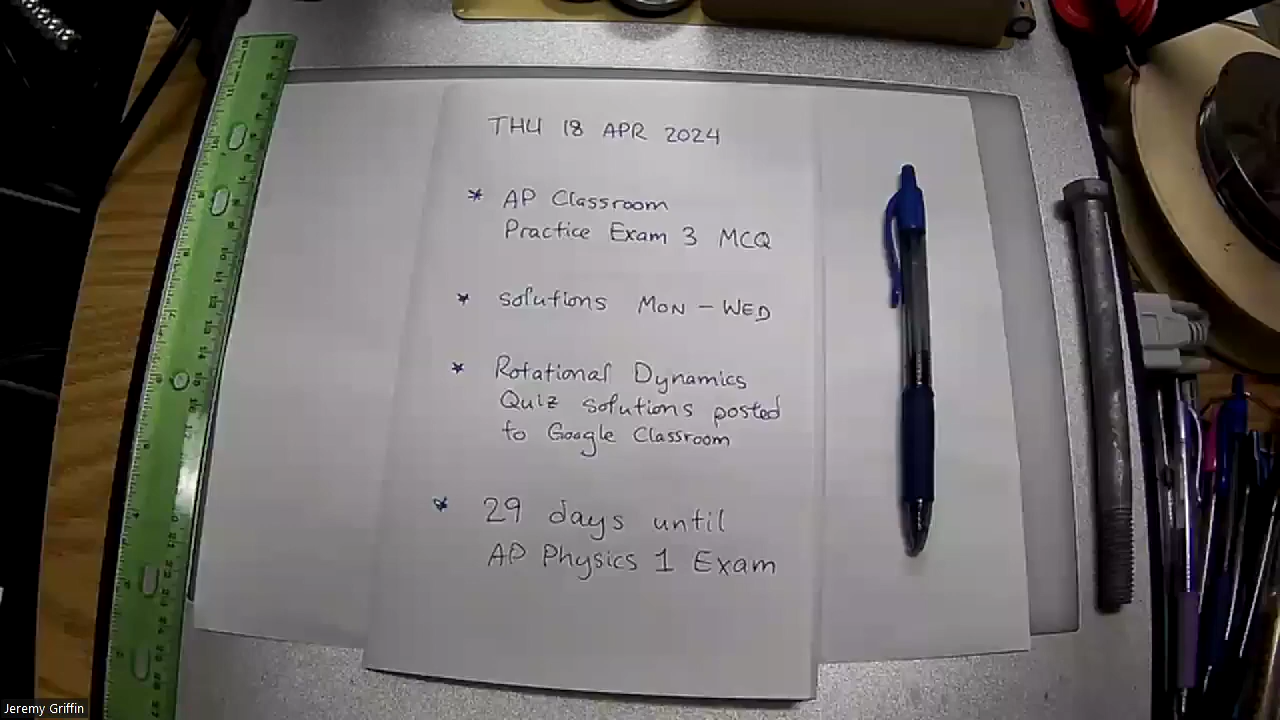 THU 18 APR 2024
* AP Classroom
Practice Exam 3 MCQ
* solutions MON - WED
* Rotational Dynamics
Quiz solutions posted
to Google Classroom
* 29 days until
AP Physics 1 Exam
Jeremy Griffin